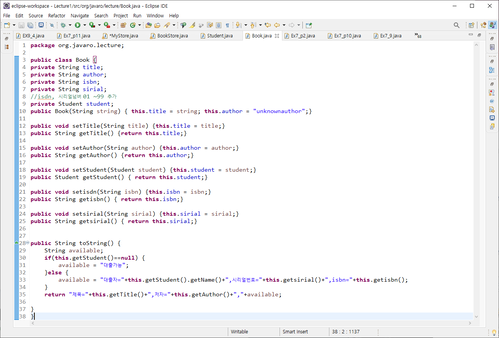 eclipse-workspace - Lecture1/src/org/javaro/lecture/Book.java - Eclipse IDE
File Edit Source Refactor Navigate Search Project Run Window Help
EX8_4.java Ex7_p11.java *MyStore.java BookStore.java Student.java Book.java Ex7_p2.java Ex7_p10.java Ex7_9.java
1 package org.javaro.lecture;
2
3 public class Book {
4 private String title;
5 private String author;
6 private String isbn;
7 private String sirial;
8 //isdn, 시리얼넘버 01 ~99 추가
9 private Student student;
10 public Book(String string) { this.title = string; this.author = "unknownauthor";}
11
12 public void setTitle(String title) {this.title = title;}
13 public String getTitle() {return this.title;}
14
15 public void setAuthor(String author) {this.author = author;}
16 public String getAuthor() {return this.author;}
17
18 public void setStudent(Student student) {this.student = student;}
19 public Student getStudent() { return this.student;}
20
21 public void setisdn(String isbn) {this.isbn = isbn;}
22 public String getisbn() { return this.isbn;}
23
24 public void setsirial(String sirial) {this.sirial = sirial;}
25 public String getsirial() { return this.sirial;}
26
27
28 public String toString() {
29 String available;
30 if(this.getStudent()==null) {
31 available = "대출가능";
32 }else {
33 available = "대출자="+this.getStudent().getName()+",시리얼번호="+this.getsirial()+",isbn="+this.getisbn();
34 }
35 return "제목="+this.getTitle()+",저자="+this.getAuthor()+","+available;
36
37 }
38 }
Writable Smart Insert 38 : 2 : 1137